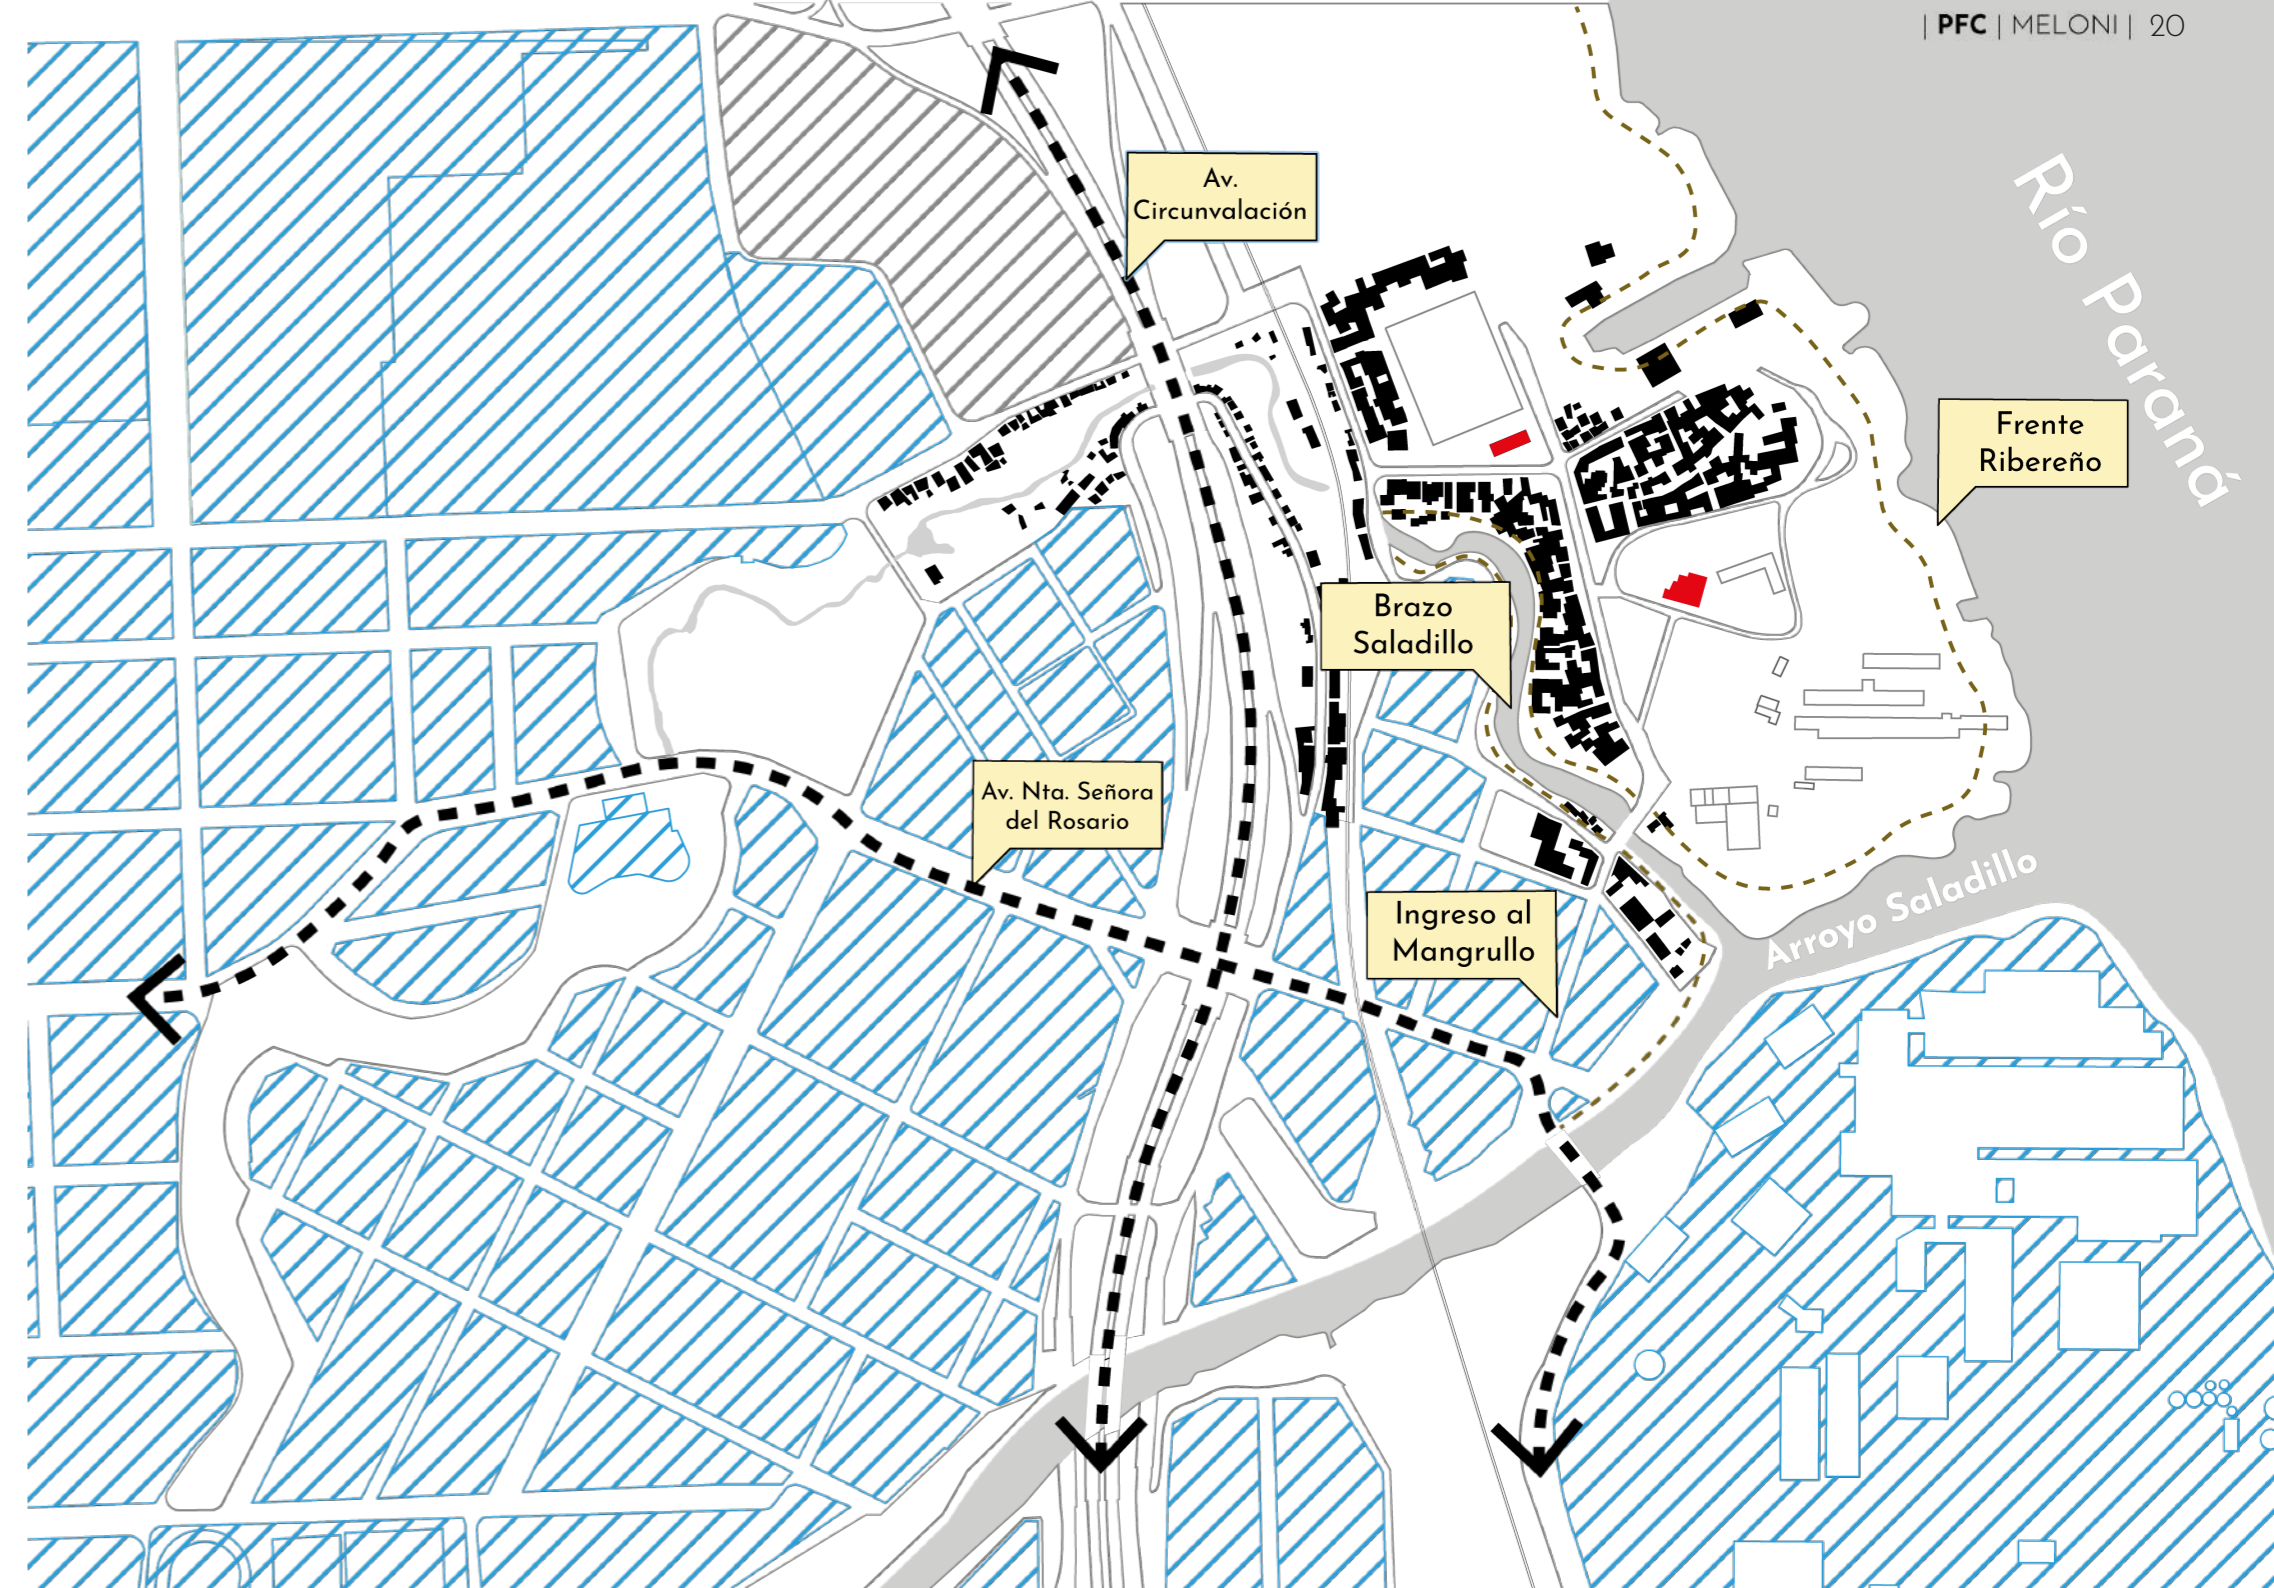 | PFC | MELONI | 20
Av.
Circunvalación
Río Paraná
Frente
Ribereño
Brazo
Saladillo
Av. Nta. Señora
del Rosario
Arroyo Saladillo
Ingreso al
Mangrullo